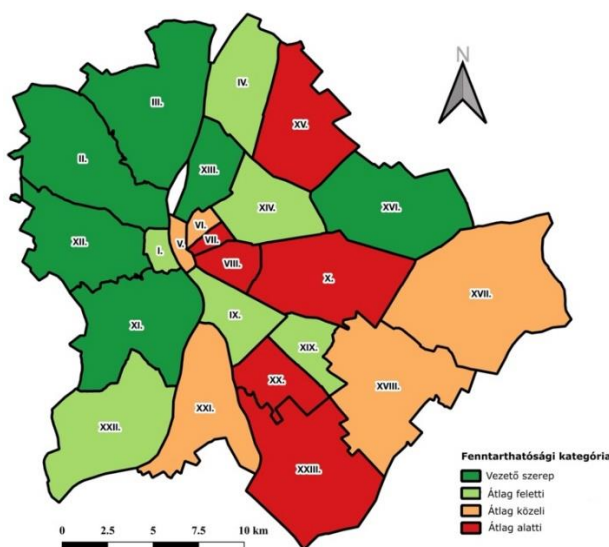 N
IV.
III.
XV.
II.
XIII.
XIV.
XVI.
VI.
XII.
I.
V.
VII.
VIII.
X.
XVII.
XI.
IX.
XIX.
XX.
XVIII.
XXI.
XXII.
XXIII.
Fenntarthatósági kategória
Vezető szerep
Átlag feletti
Átlag közeli
Átlag alatti
0 2.5 5 7.5 10 km